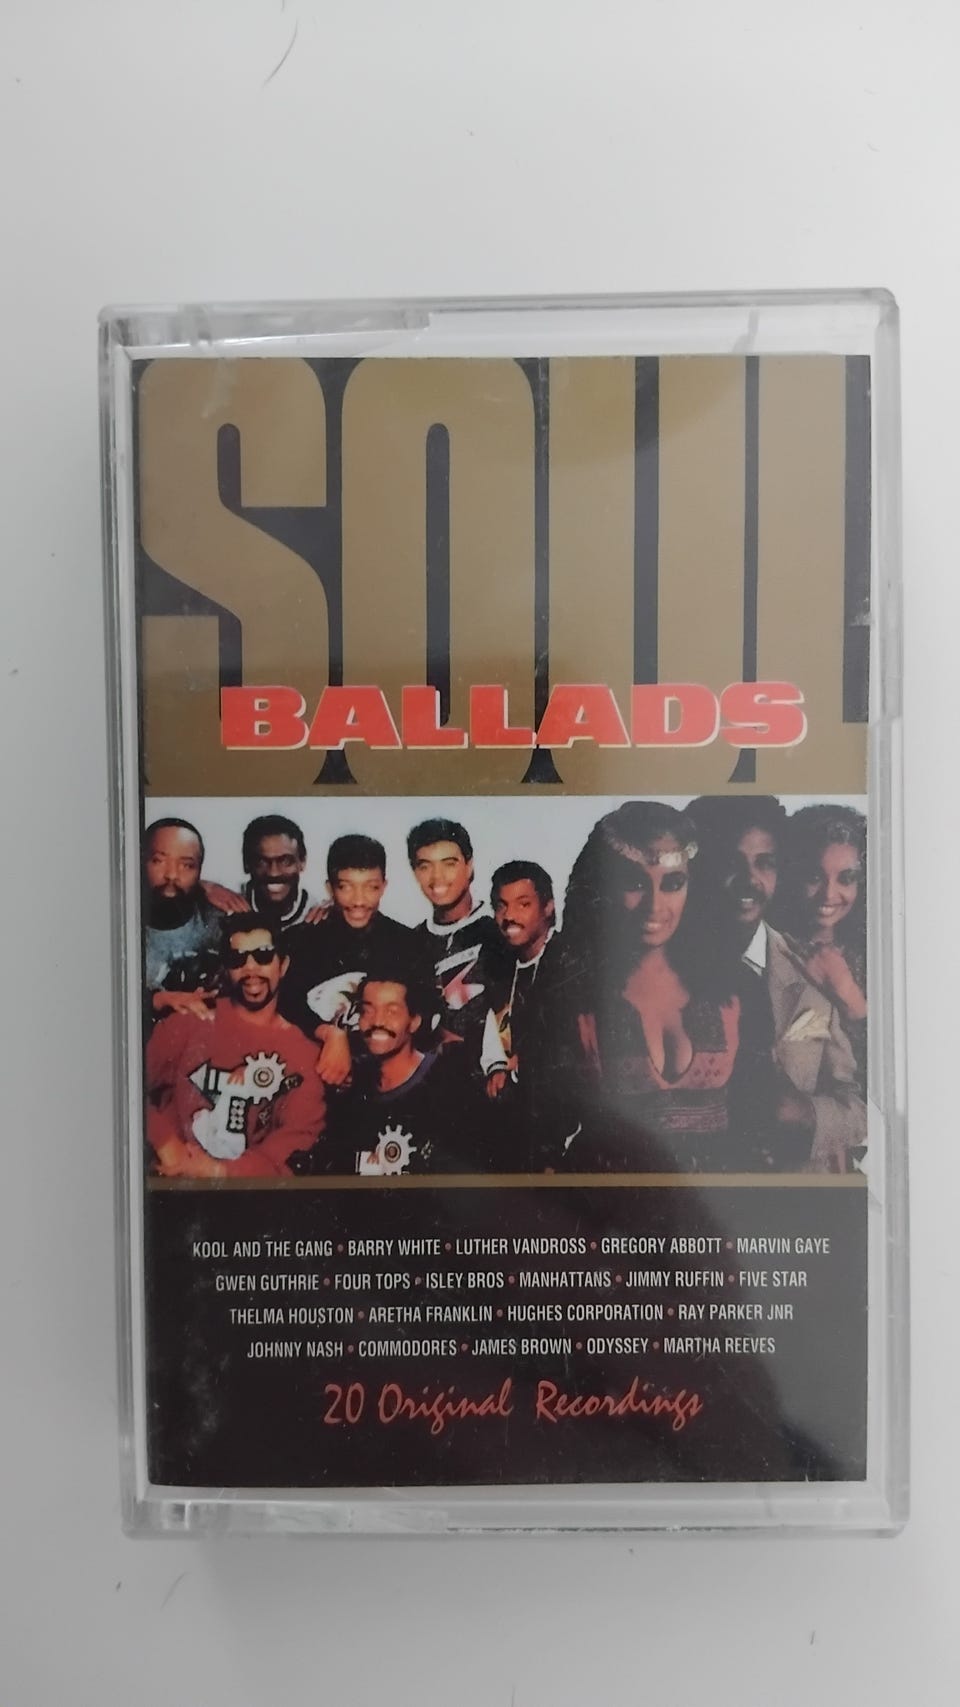 SOUL
BALLADS
KOOL AND THE GANG • BARRY WHITE • LUTHER VANDROSS • GREGORY ABBOTT • MARVIN GAYE
GWEN GUTHRIE • FOUR TOPS • ISLEY BROS • MANHATTANS • JIMMY RUFFIN • FIVE STAR
THELMA HOUSTON • ARETHA FRANKLIN • HUGHES CORPORATION • RAY PARKER JNR
JOHNNY NASH • COMMODORES • JAMES BROWN • ODYSSEY • MARTHA REEVES
20 Original Recordings